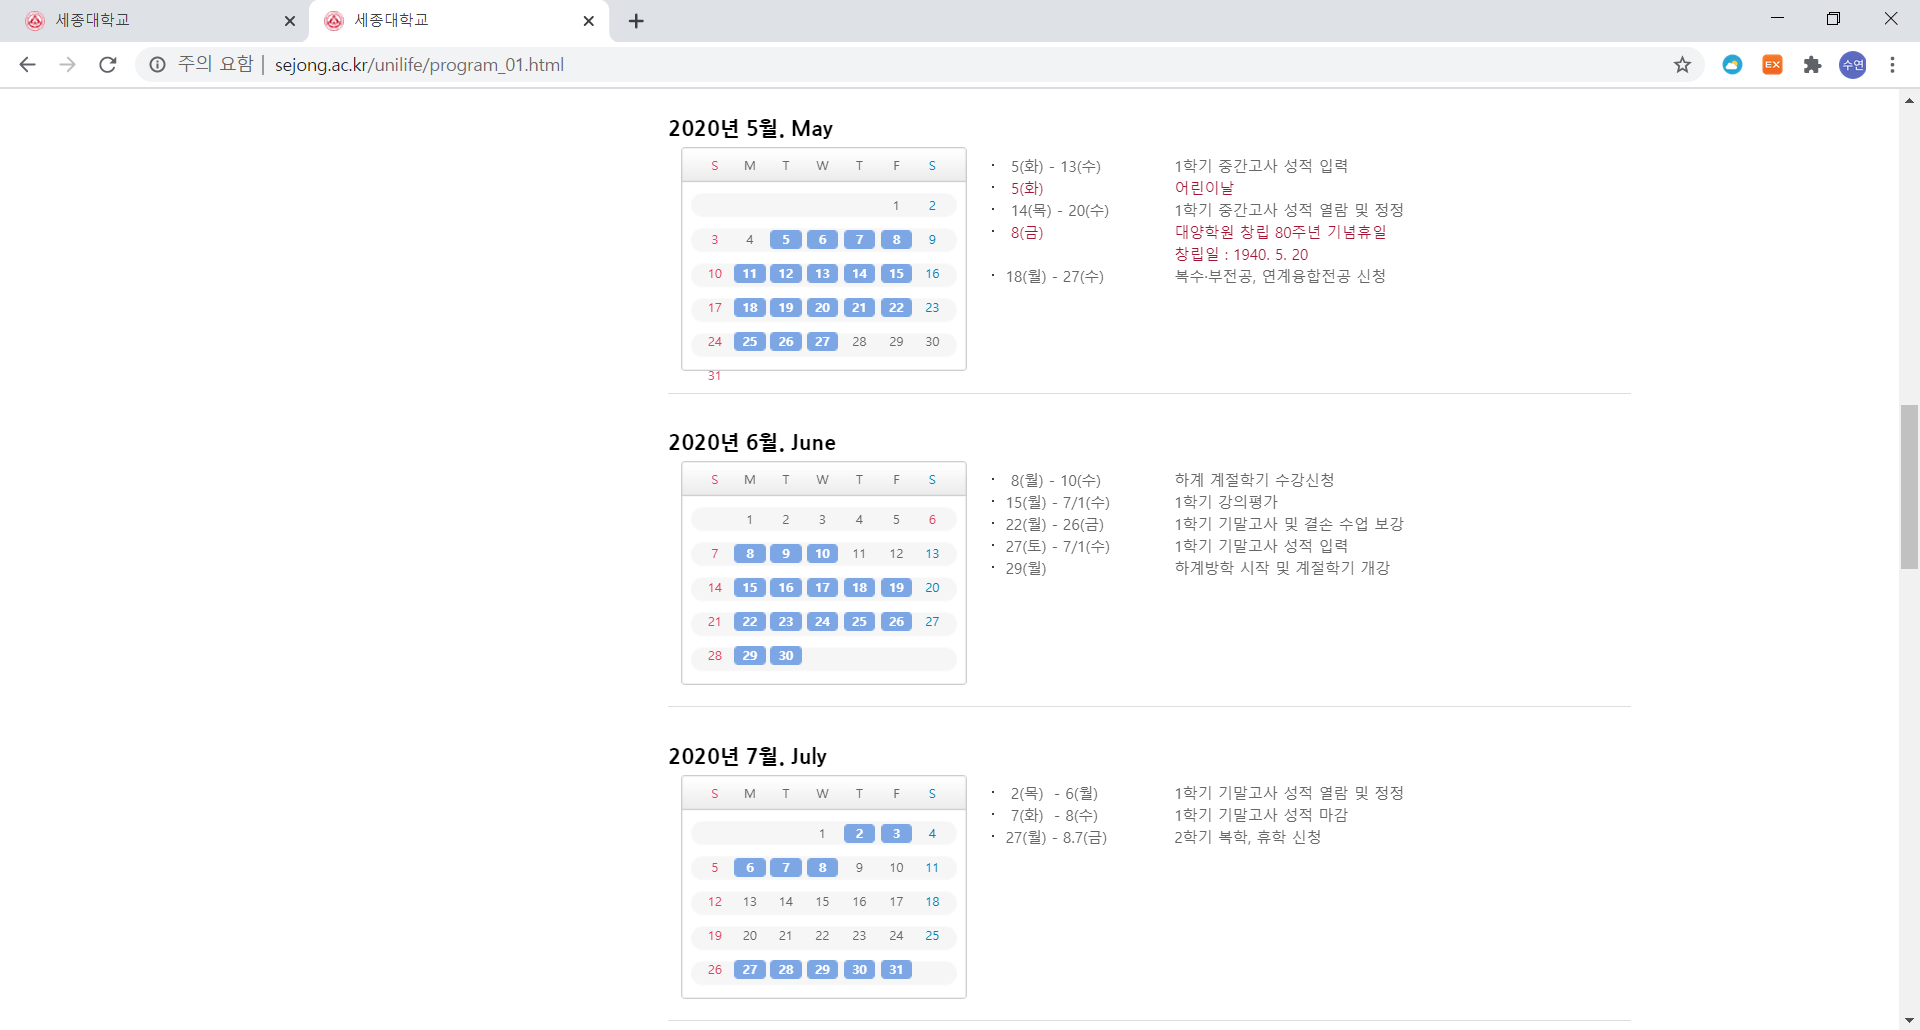 세종대학교
세종대학교
주의 요함 | sejong.ac.kr/unilife/program_01.html
EX
수연
2020년 5월. May
S M T W T F S
1 2
3 4 5 6 7 8 9
10 11 12 13 14 15 16
17 18 19 20 21 22 23
24 25 26 27 28 29 30
31
· 5(화) - 13(수) 1학기 중간고사 성적 입력
· 5(화) 어린이날
· 14(목) - 20(수) 1학기 중간고사 성적 열람 및 정정
· 8(금) 대양학원 창립 80주년 기념휴일
창립일 : 1940. 5. 20
· 18(월) - 27(수) 복수·부전공, 연계융합전공 신청
2020년 6월. June
S M T W T F S
1 2 3 4 5 6
7 8 9 10 11 12 13
14 15 16 17 18 19 20
21 22 23 24 25 26 27
28 29 30
· 8(월) - 10(수) 하계 계절학기 수강신청
· 15(월) - 7/1(수) 1학기 강의평가
· 22(월) - 26(금) 1학기 기말고사 및 결손 수업 보강
· 27(토) - 7/1(수) 1학기 기말고사 성적 입력
· 29(월) 하계방학 시작 및 계절학기 개강
2020년 7월. July
S M T W T F S
1 2 3 4
5 6 7 8 9 10 11
12 13 14 15 16 17 18
19 20 21 22 23 24 25
26 27 28 29 30 31
· 2(목) - 6(월) 1학기 기말고사 성적 열람 및 정정
· 7(화) - 8(수) 1학기 기말고사 성적 마감
· 27(월) - 8.7(금) 2학기 복학, 휴학 신청